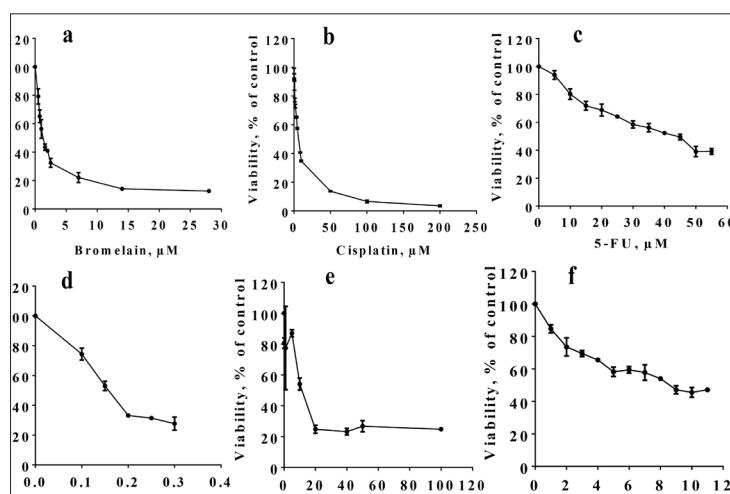 a
20
00
80
60
40
20
0
0 5 10 15 20 25 30
Bromelain, μM
b
Viability, % of control
120
100
80
60
40
20
0
0 50 100 150 200 250
Cisplatin, μM
c
Viability, % of control
120
100
80
60
40
20
0
0 10 20 30 40 50 60
5-FU, μM
d
20
00
80
60
40
20
0
0.0 0.1 0.2 0.3 0.4
e
Viability, % of control
120
100
80
60
40
20
0
0 20 40 60 80 100 120
f
Viability, % of control
120
100
80
60
40
20
0
0 2 4 6 8 10 12